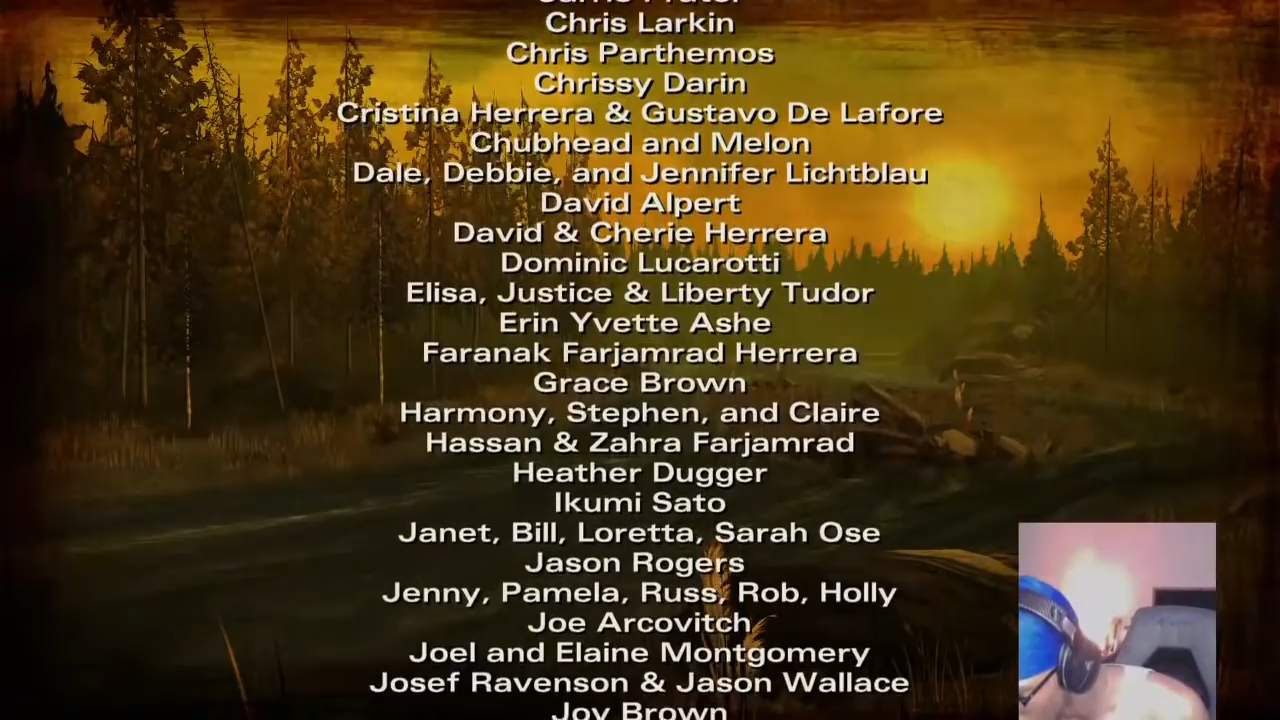 Chris Larkin
Chris Parthemos
Chrissy Darin
Cristina Herrera & Gustavo De Lafore
Chubhead and Melon
Dale, Debbie, and Jennifer Lichtblau
David Alpert
David & Cherie Herrera
Dominic Lucarotti
Elisa, Justice & Liberty Tudor
Erin Yvette Ashe
Faranak Farjamrad Herrera
Grace Brown
Harmony, Stephen, and Claire
Hassan & Zahra Farjamrad
Heather Dugger
Ikumi Sato
Janet, Bill, Loretta, Sarah Ose
Jason Rogers
Jenny, Pamela, Russ, Rob, Holly
Joe Arcovitch
Joel and Elaine Montgomery
Josef Ravenson & Jason Wallace
Joy Brown